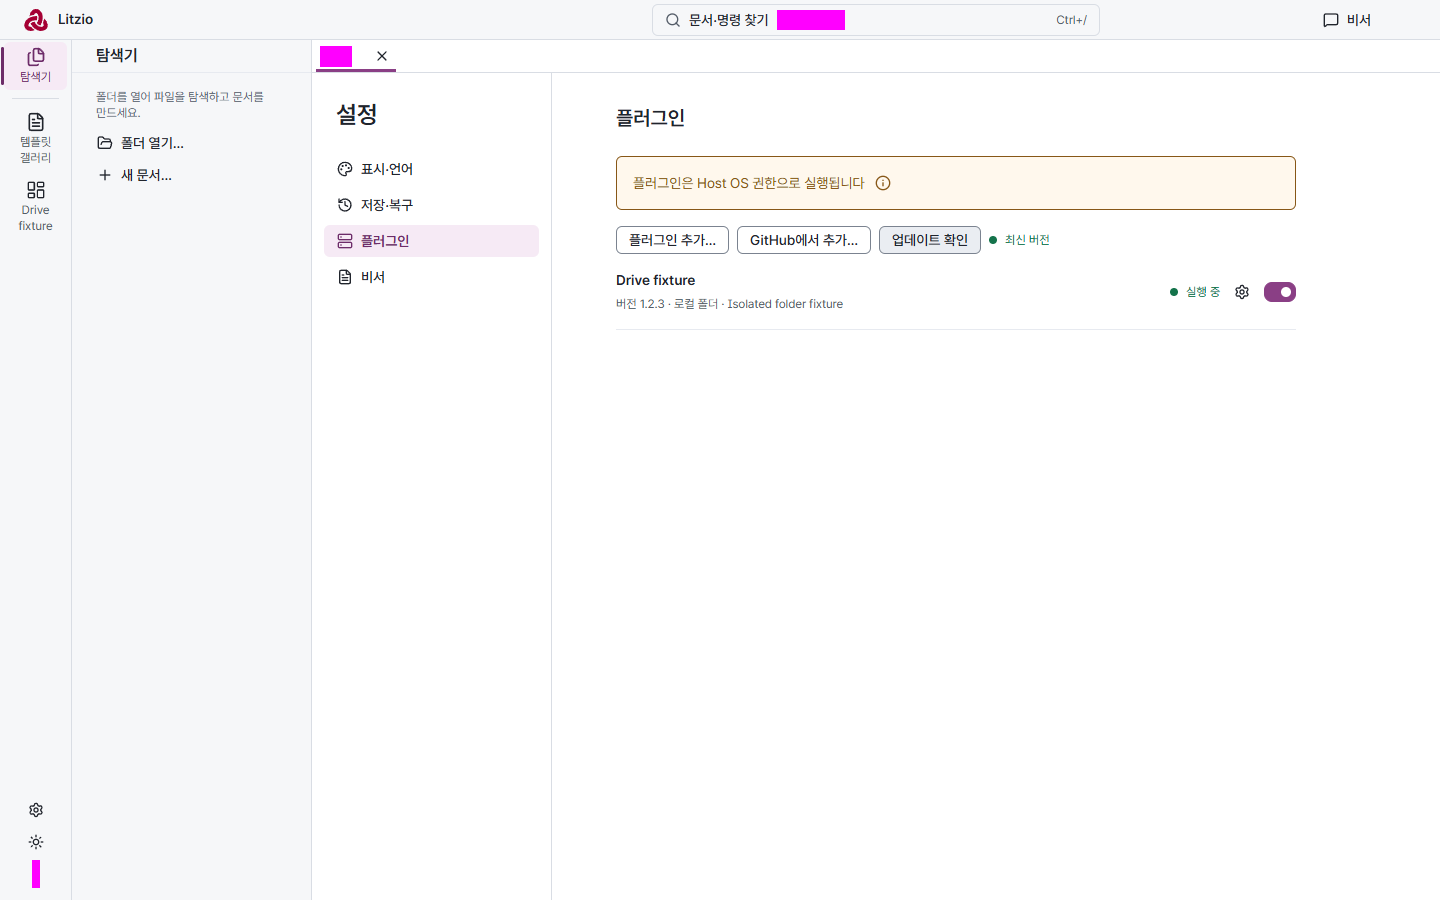 Litzio
문서·명령 찾기
Ctrl+/
비서
탐색기
템플릿
갤러리
Drive
fixture
탐색기
폴더를 열어 파일을 탐색하고 문서를
만드세요.
폴더 열기...
새 문서...
설정
표시·언어
저장·복구
플러그인
비서
플러그인
플러그인은 Host OS 권한으로 실행됩니다
플러그인 추가...
GitHub에서 추가...
업데이트 확인
최신 버전
Drive fixture
버전 1.2.3 · 로컬 폴더 · Isolated folder fixture
실행 중